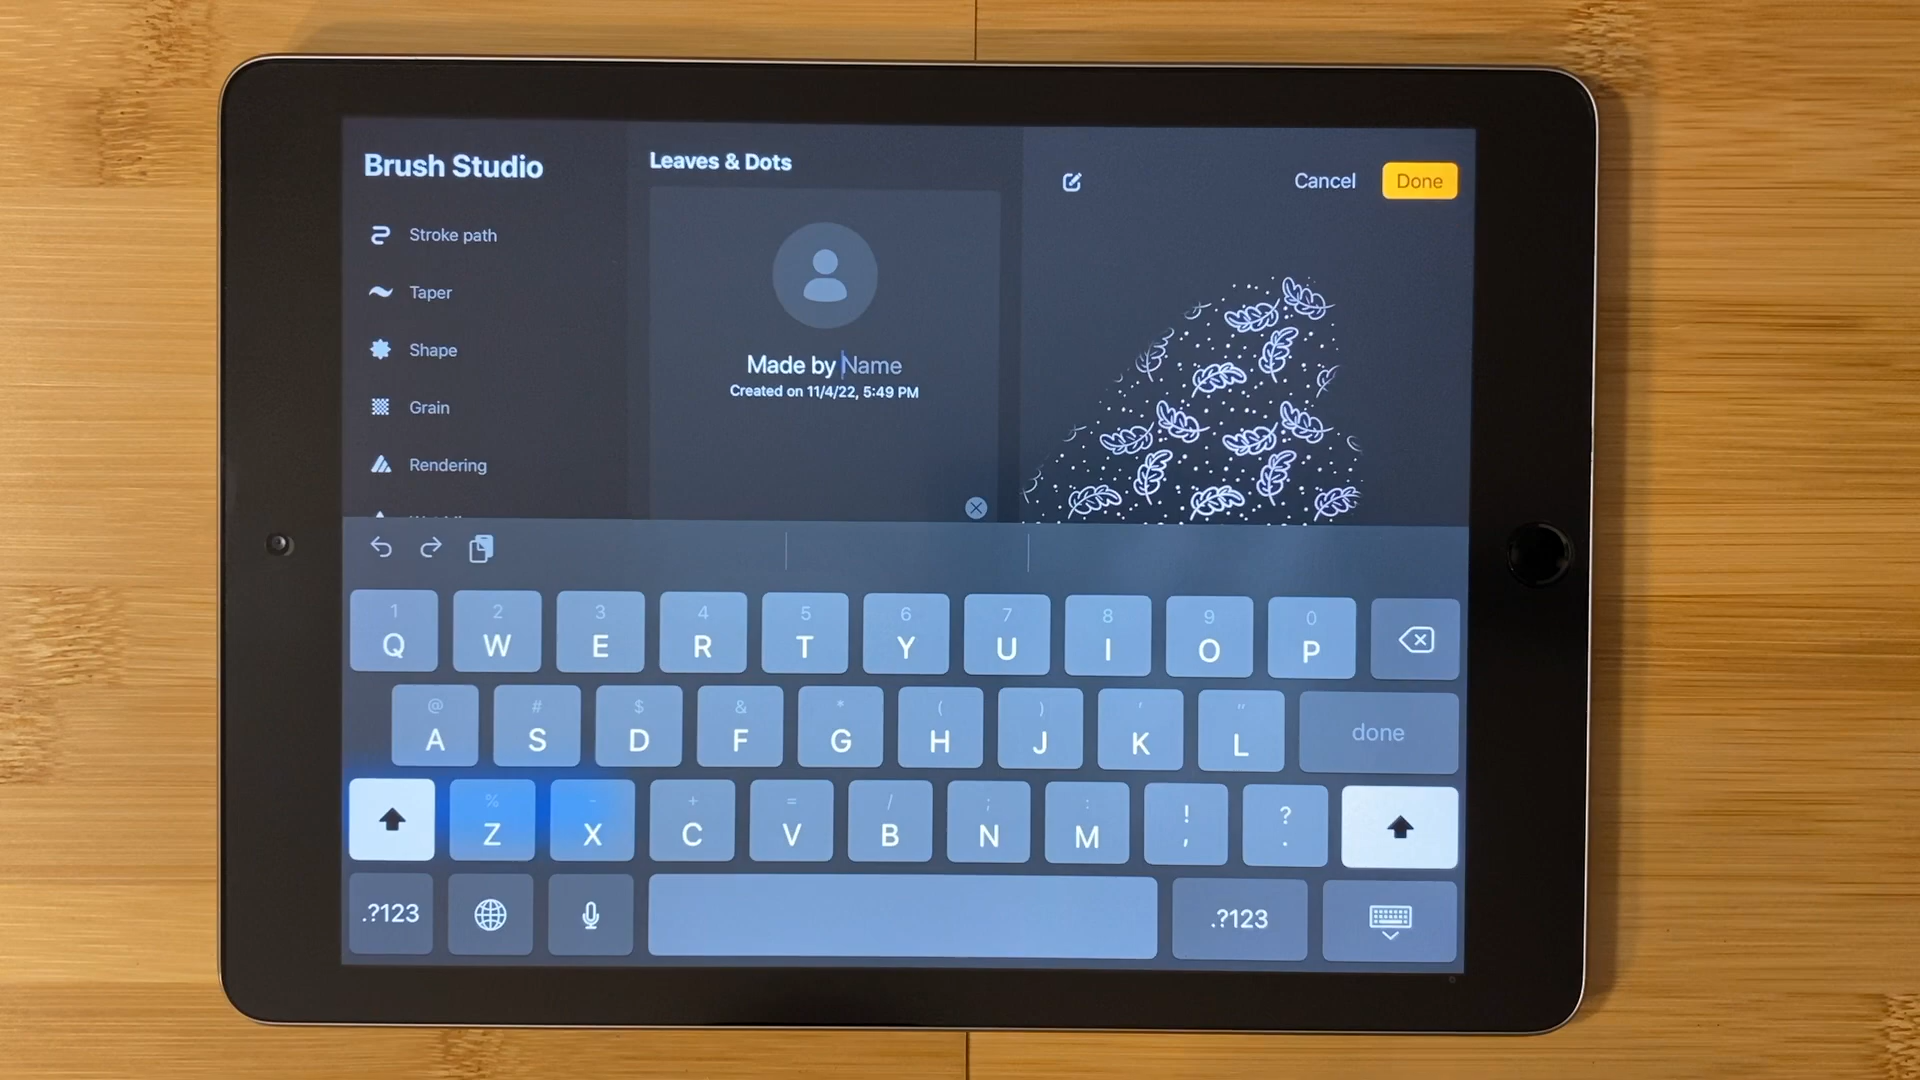 Brush Studio
Stroke path
Taper
Shape
Grain
Rendering
Leaves & Dots
Made by Name
Created on 11/4/22, 5:49 PM
Cancel
Done
1 2 3 4 5 6 7 8 9 0
Q W E R T Y U I O P
@ # $ & * ( ) ' "
A S D F G H J K L done
% - + = / ; : ! ?
Z X C V B N M , .
.?123 .?123